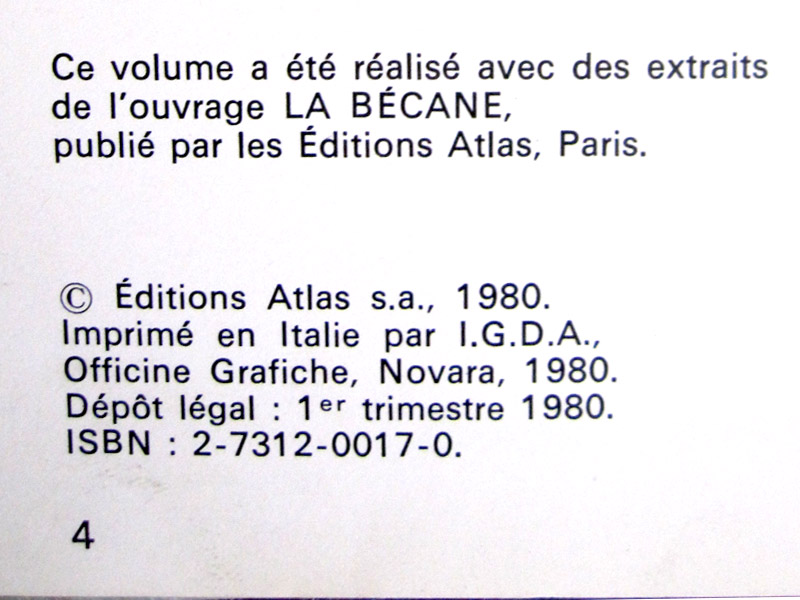 Ce volume a été réalisé avec des extraits
de l'ouvrage LA BÉCANE,
publié par les Éditions Atlas, Paris.
© Éditions Atlas s.a., 1980.
Imprimé en Italie par I.G.D.A.,
Officine Grafiche, Novara, 1980.
Dépôt légal : 1er trimestre 1980.
ISBN : 2-7312-0017-0.
4